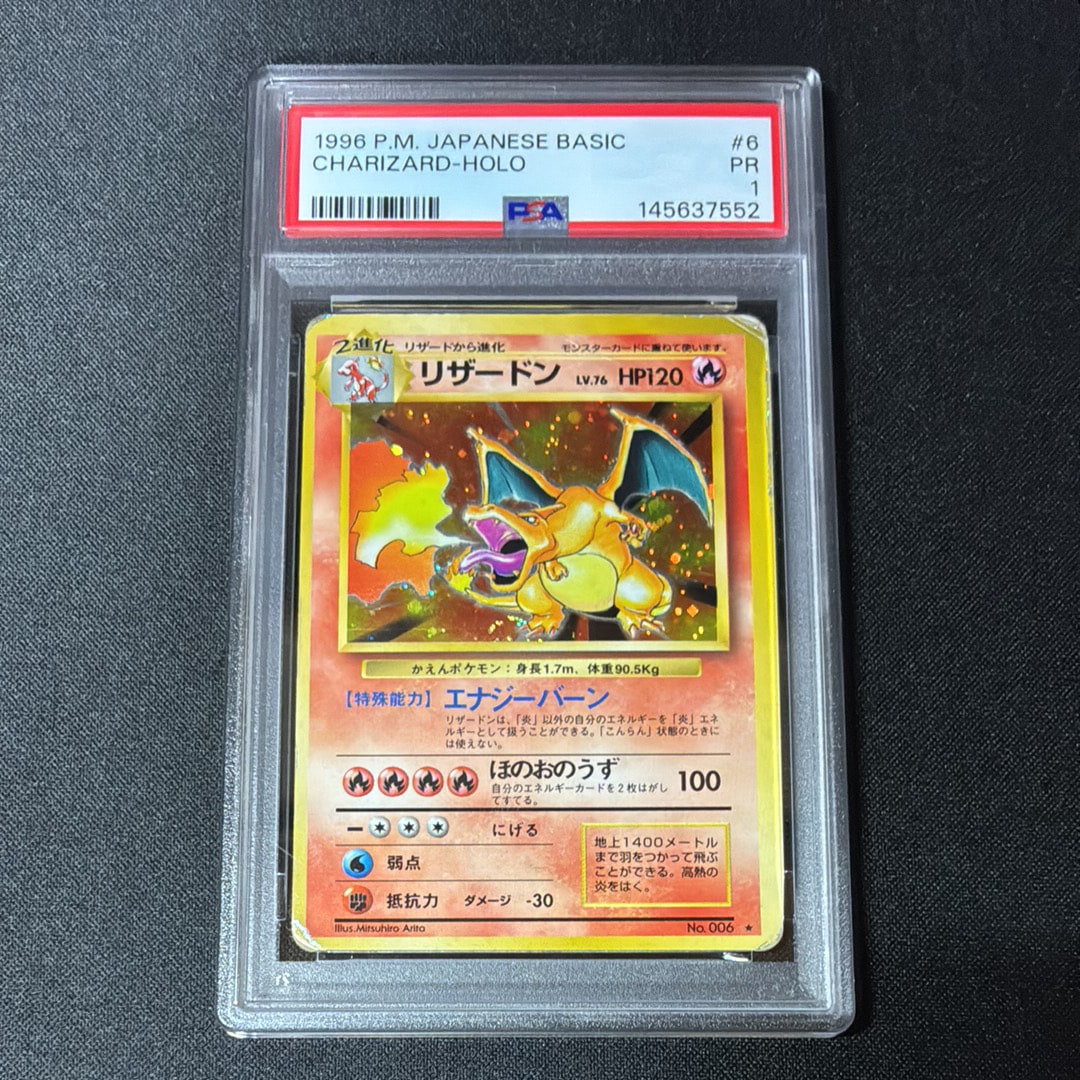 1996 P.M. JAPANESE BASIC #6
CHARIZARD-HOLO PR
1
PSA 145637552
2進化 リザードから進化 モンスターカードに重ねて使います。
リザードン LV.76 HP120
かえんポケモン：身長1.7m、体重90.5Kg
【特殊能力】エナジーバーン
リザードンは、「炎」以外の自分のエネルギーを「炎」エネ
ルギーとして扱うことができる。「こんらん」状態のときに
は使えない。
ほのおのうず 100
自分のエネルギーカードを2枚はがし
てすてる。
にげる
弱点
抵抗力 ダメージ -30
地上1400メートル
まで羽をつかって飛ぶ
ことができる。高熱の
炎をはく。
Illus.Mitsuhiro Arita No.006 ★